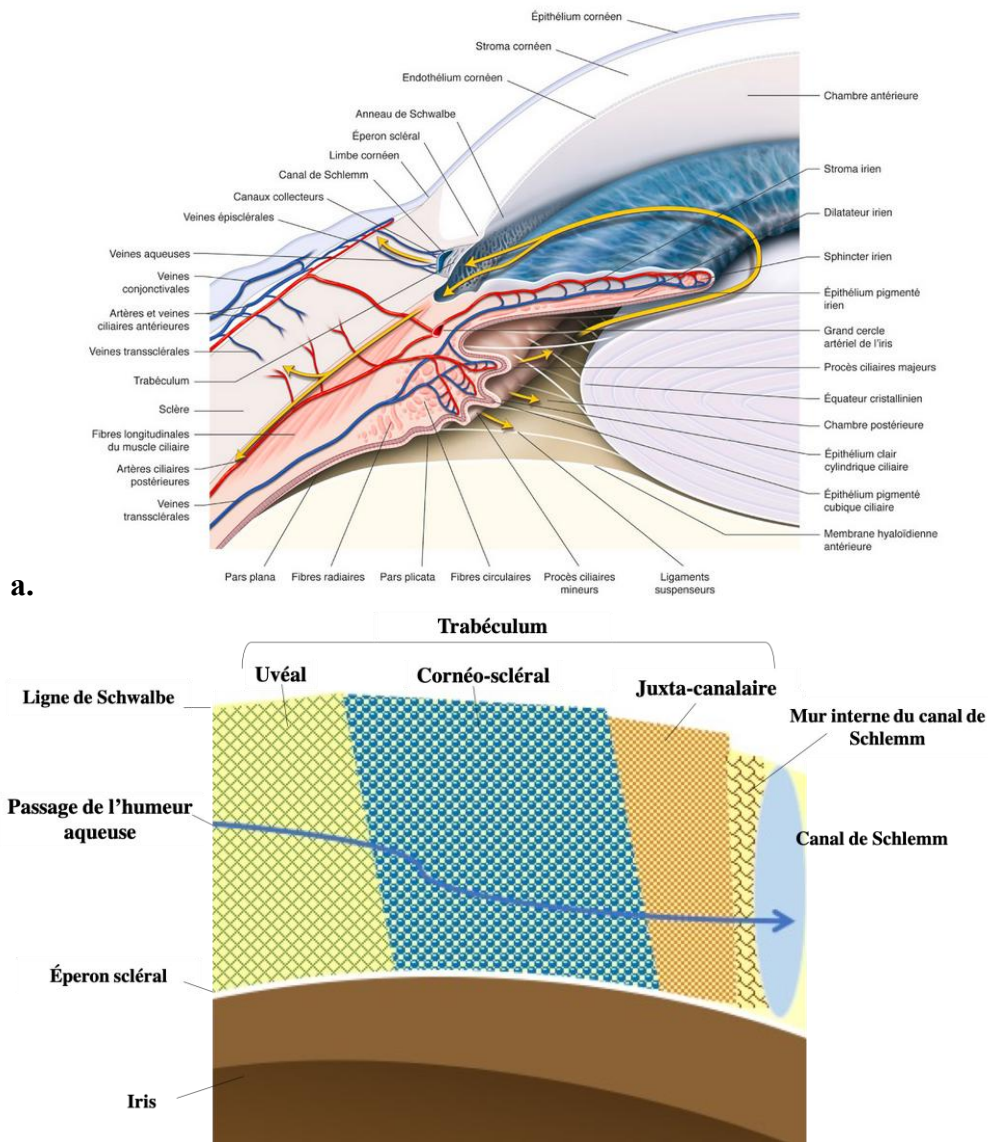 Épithélium cornéen
Stroma cornéen
Endothélium cornéen
Anneau de Schwalbe
Éperon scléral
Limbe cornéen
Canal de Schlemm
Canaux collecteurs
Veines épisclérales
Veines aqueuses
Veines
conjonctivales
Artères et veines
ciliaires antérieures
Veines transsclérales
Trabéculum
Sclère
Fibres longitudinales
du muscle ciliaire
Artères ciliaires
postérieures
Veines
transsclérales
Chambre antérieure
Stroma irien
Dilatateur irien
Sphincter irien
Épithélium pigmenté
irien
Grand cercle
artériel de l'iris
Procès ciliaires majeurs
Équateur cristallinien
Chambre postérieure
Épithélium clair
cylindrique ciliaire
Épithélium pigmenté
cubique ciliaire
Membrane hyaloïdienne
antérieure
Pars plana
Fibres radiaires
Pars plicata
Fibres circulaires
Procès ciliaires
mineurs
Ligaments
suspenseurs
a.
Trabéculum
Uvéal
Cornéo-scléral
Juxta-canalaire
Ligne de Schwalbe
Mur interne du canal de
Schlemm
Passage de l’humeur
aqueuse
Canal de Schlemm
Éperon scléral
Iris